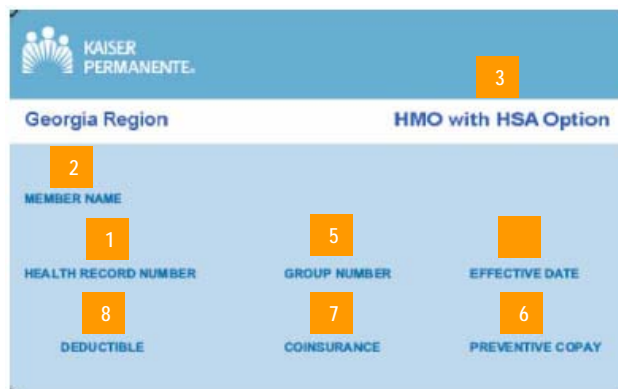 KAISER
PERMANENTE®
3
Georgia Region HMO with HSA Option
2
MEMBER NAME
1 5
HEALTH RECORD NUMBER GROUP NUMBER EFFECTIVE DATE
8 7 6
DEDUCTIBLE COINSURANCE PREVENTIVE COPAY